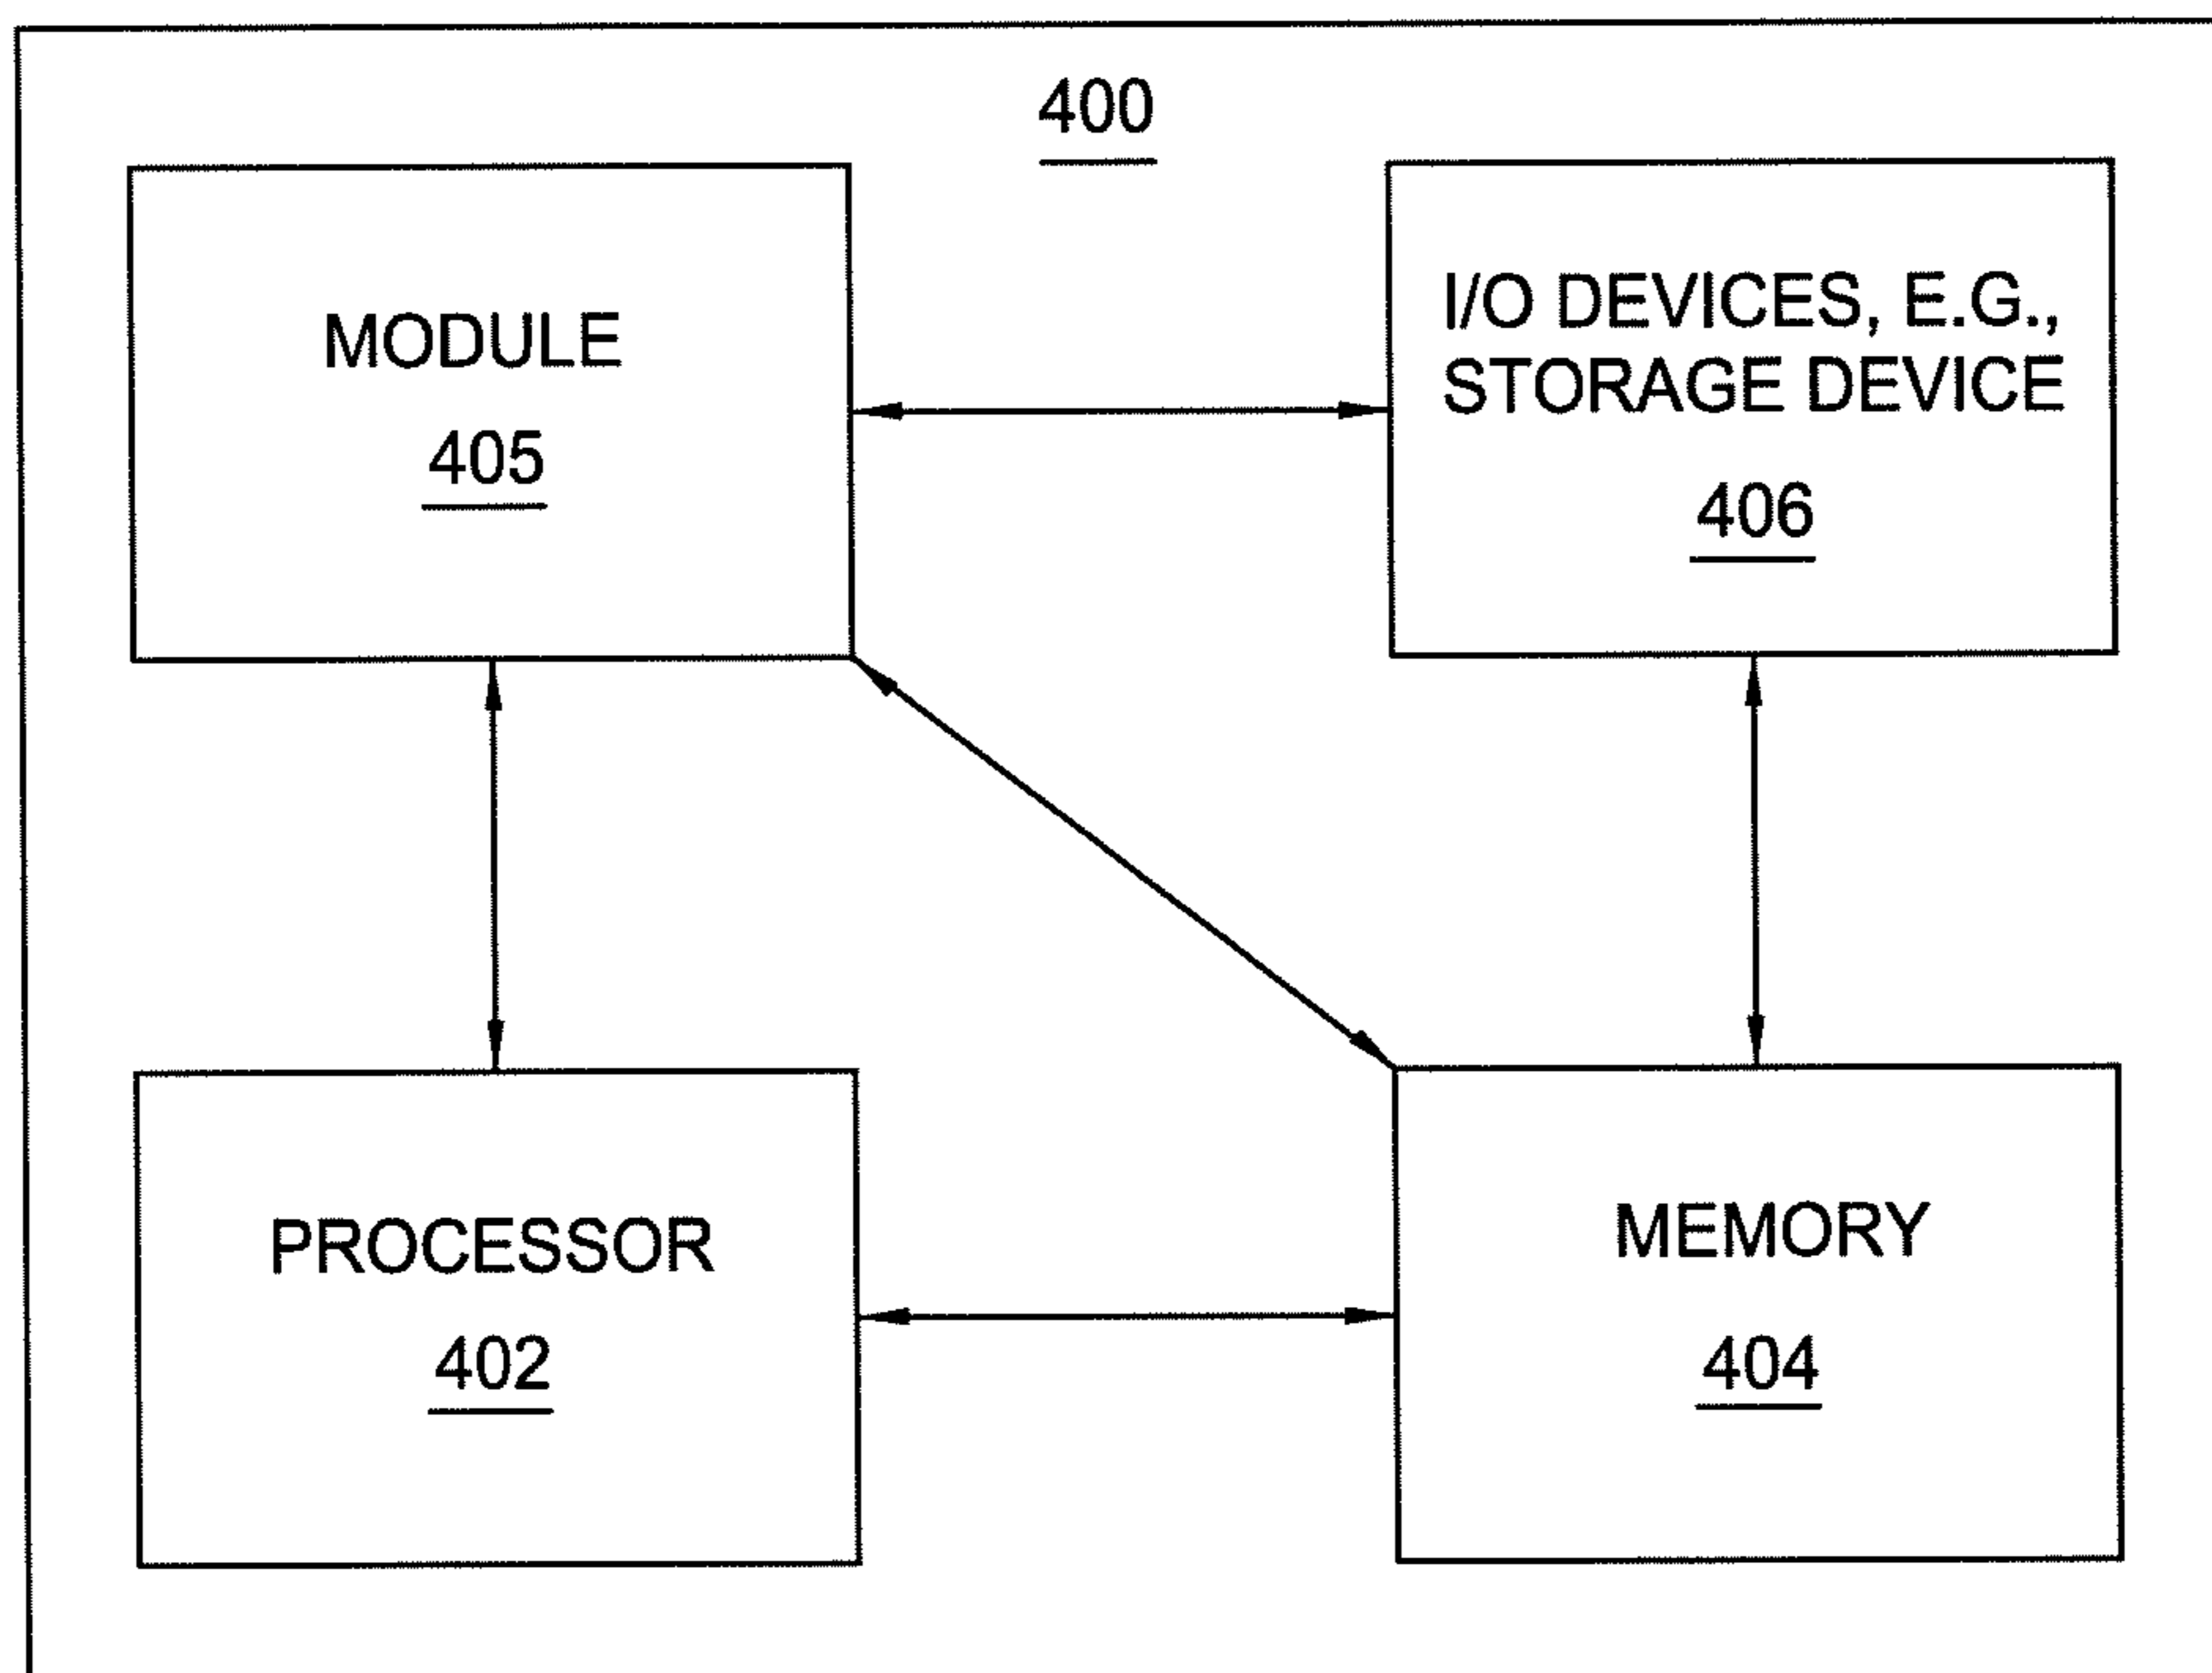 400
MODULE
405
I/O DEVICES, E.G.,
STORAGE DEVICE
406
PROCESSOR
402
MEMORY
404